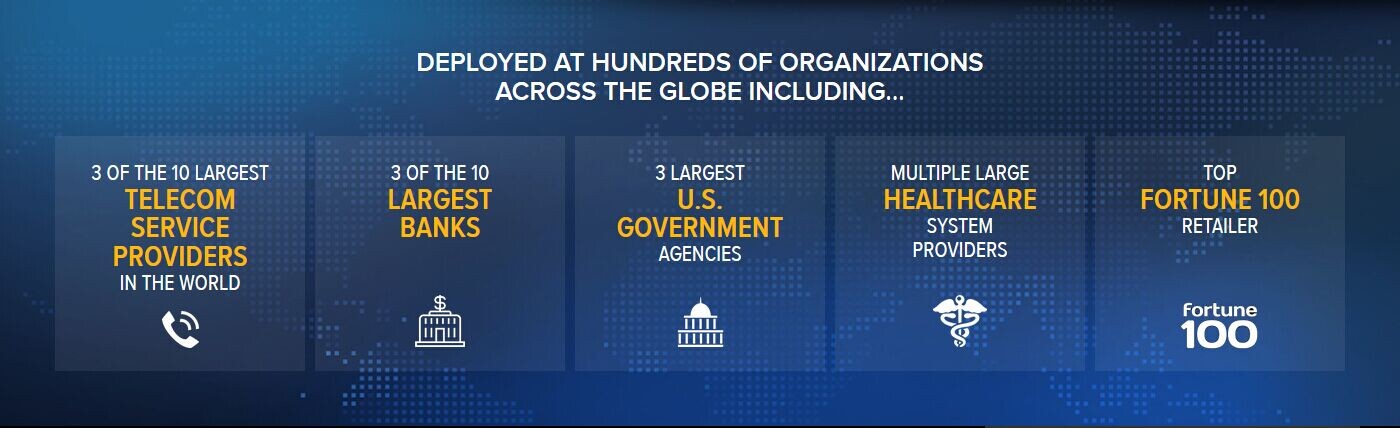 DEPLOYED AT HUNDREDS OF ORGANIZATIONS
ACROSS THE GLOBE INCLUDING...
3 OF THE 10 LARGEST
TELECOM
SERVICE
PROVIDERS
IN THE WORLD
3 OF THE 10
LARGEST
BANKS
$
3 LARGEST
U.S.
GOVERNMENT
AGENCIES
MULTIPLE LARGE
HEALTHCARE
SYSTEM
PROVIDERS
TOP
FORTUNE 100
RETAILER
fortune
100